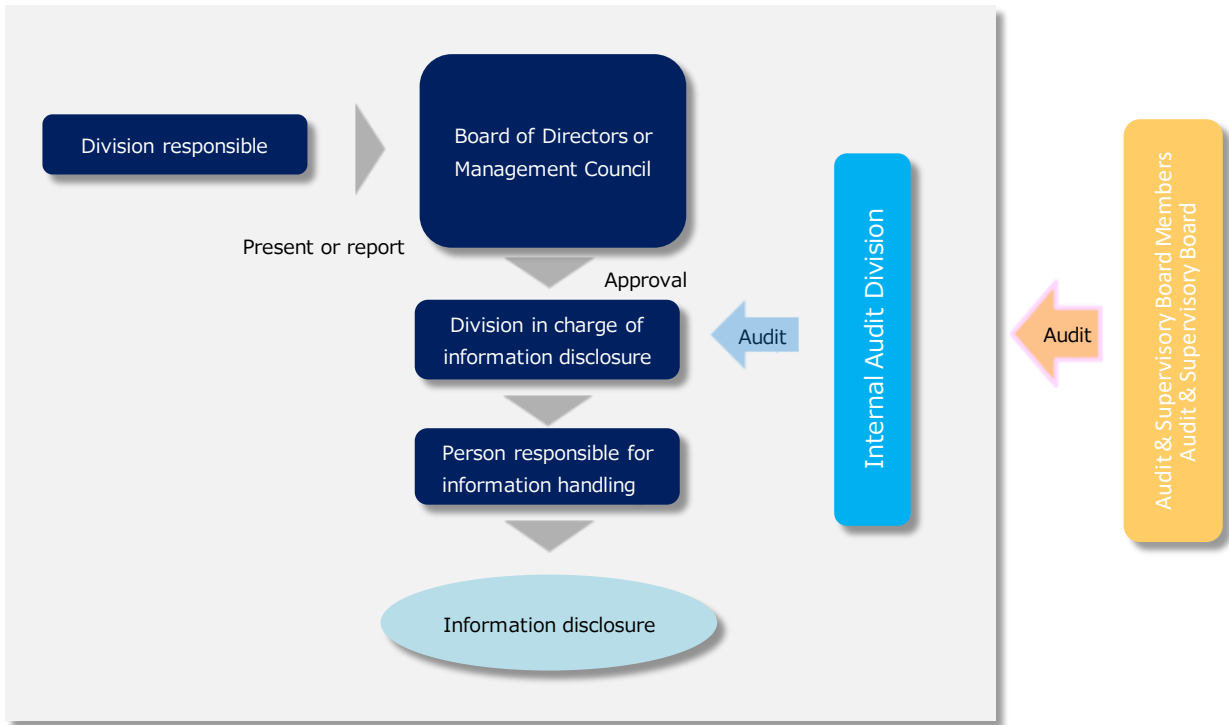 Division responsible
Present or report
Board of Directors or
Management Council
Approval
Division in charge of
information disclosure
Person responsible for
information handling
Information disclosure
Audit
Internal Audit Division
Audit
Audit & Supervisory Board Members
Audit & Supervisory Board